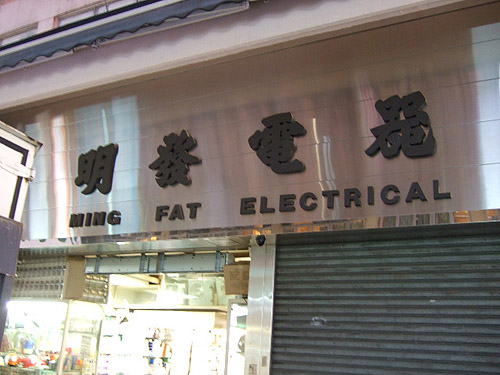 明發電器
MING FAT ELECTRICAL